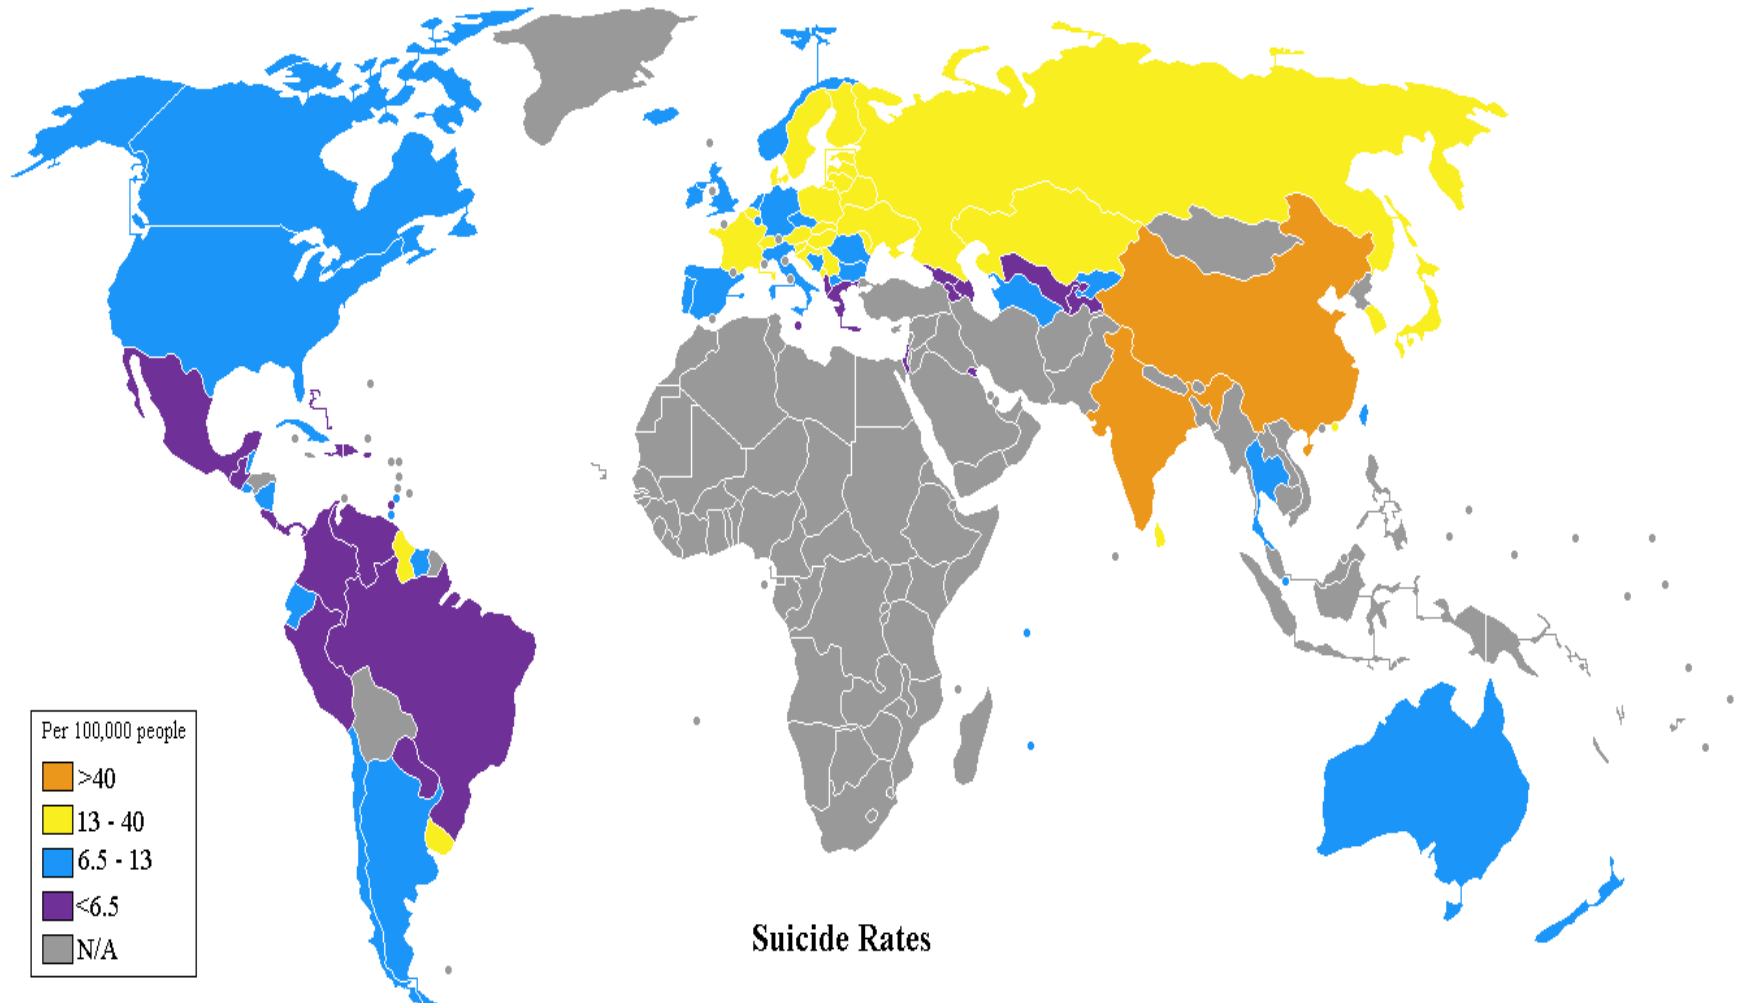 Per 100,000 people
>40
13 - 40
6.5 - 13
<6.5
N/A
Suicide Rates